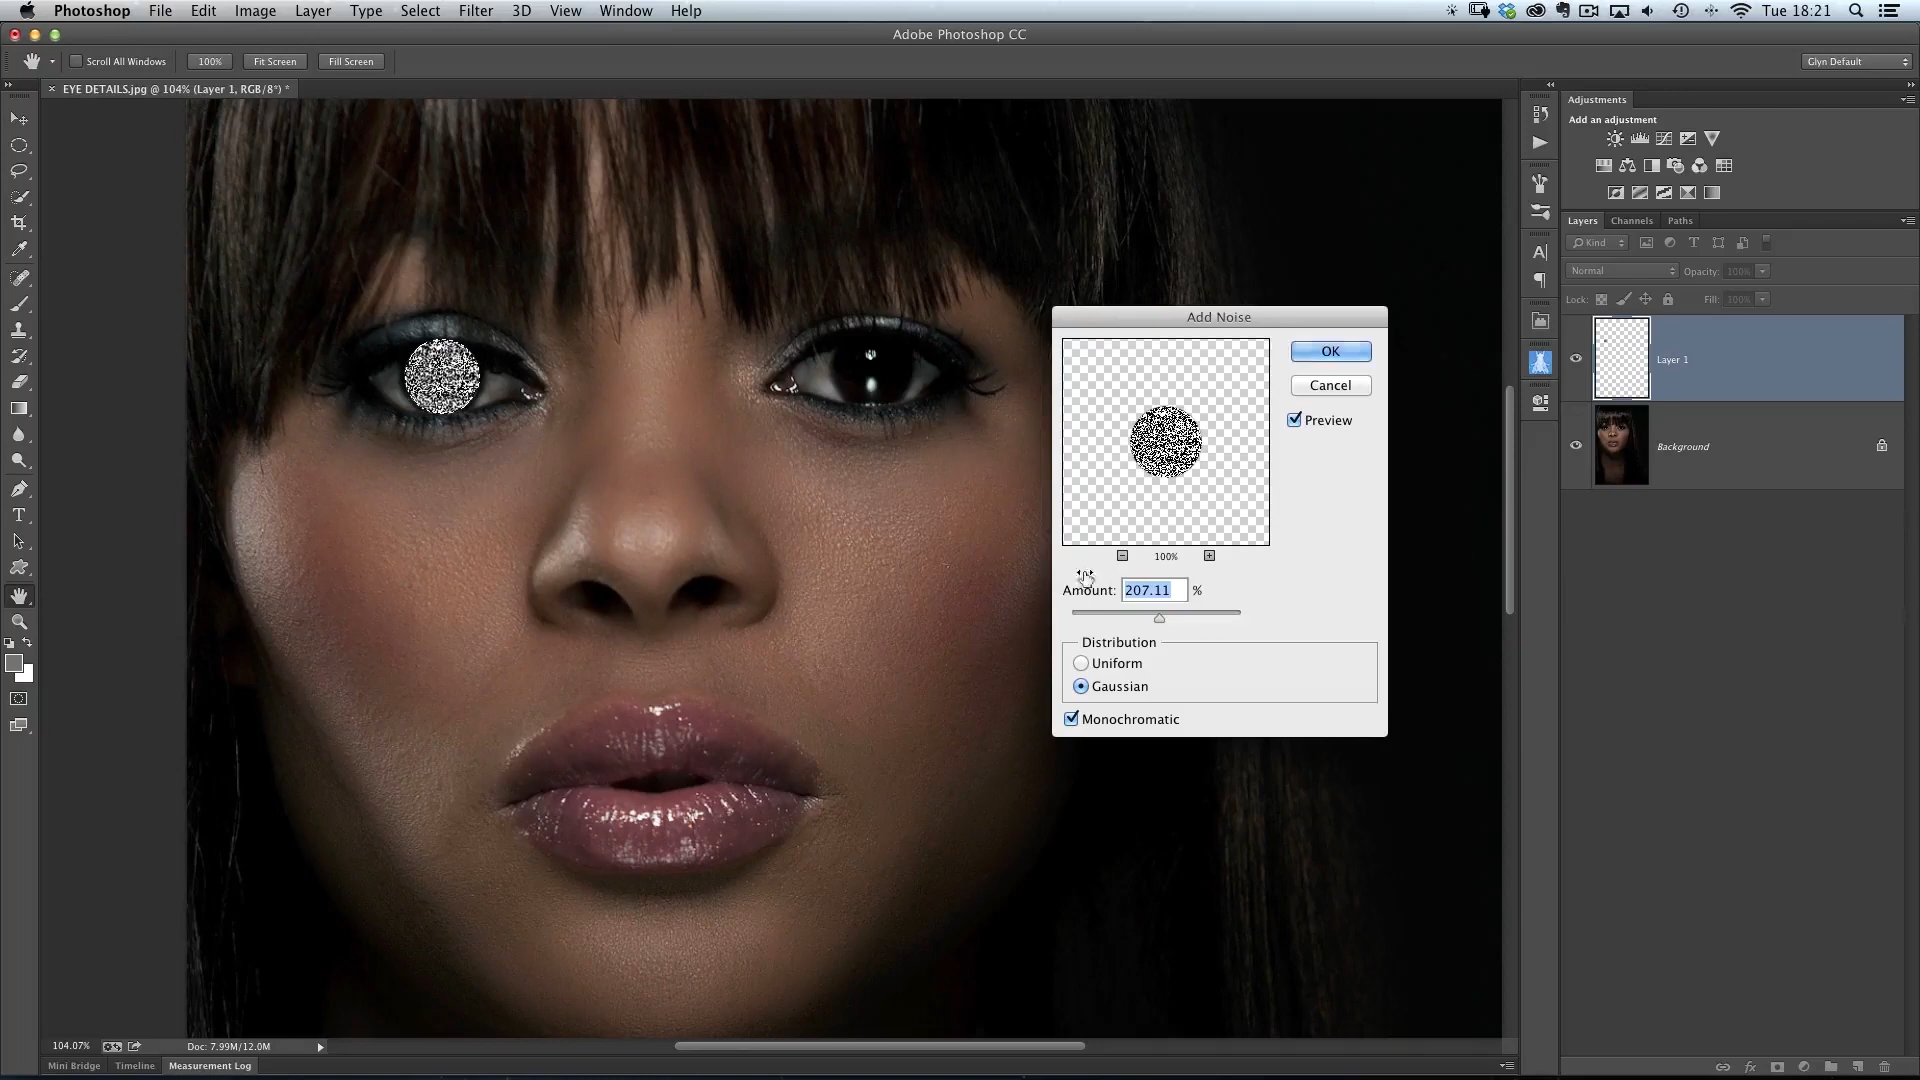 Photoshop File Edit Image Layer Type Select Filter 3D View Window Help Tue 18:21
Adobe Photoshop CC
Scroll All Windows 100% Fit Screen Fill Screen Glyn Default
EYE DETAILS.jpg @ 104% (Layer 1, RGB/8*) *
Adjustments
Add an adjustment
Layers Channels Paths
Kind
Normal Opacity: 100%
Lock: Fill: 100%
Layer 1
Background
Add Noise
OK
Cancel
Preview
100%
Amount: 207.11 %
Distribution
Uniform
Gaussian
Monochromatic
104.07% Doc: 7.99M/12.0M
Mini Bridge Timeline Measurement Log